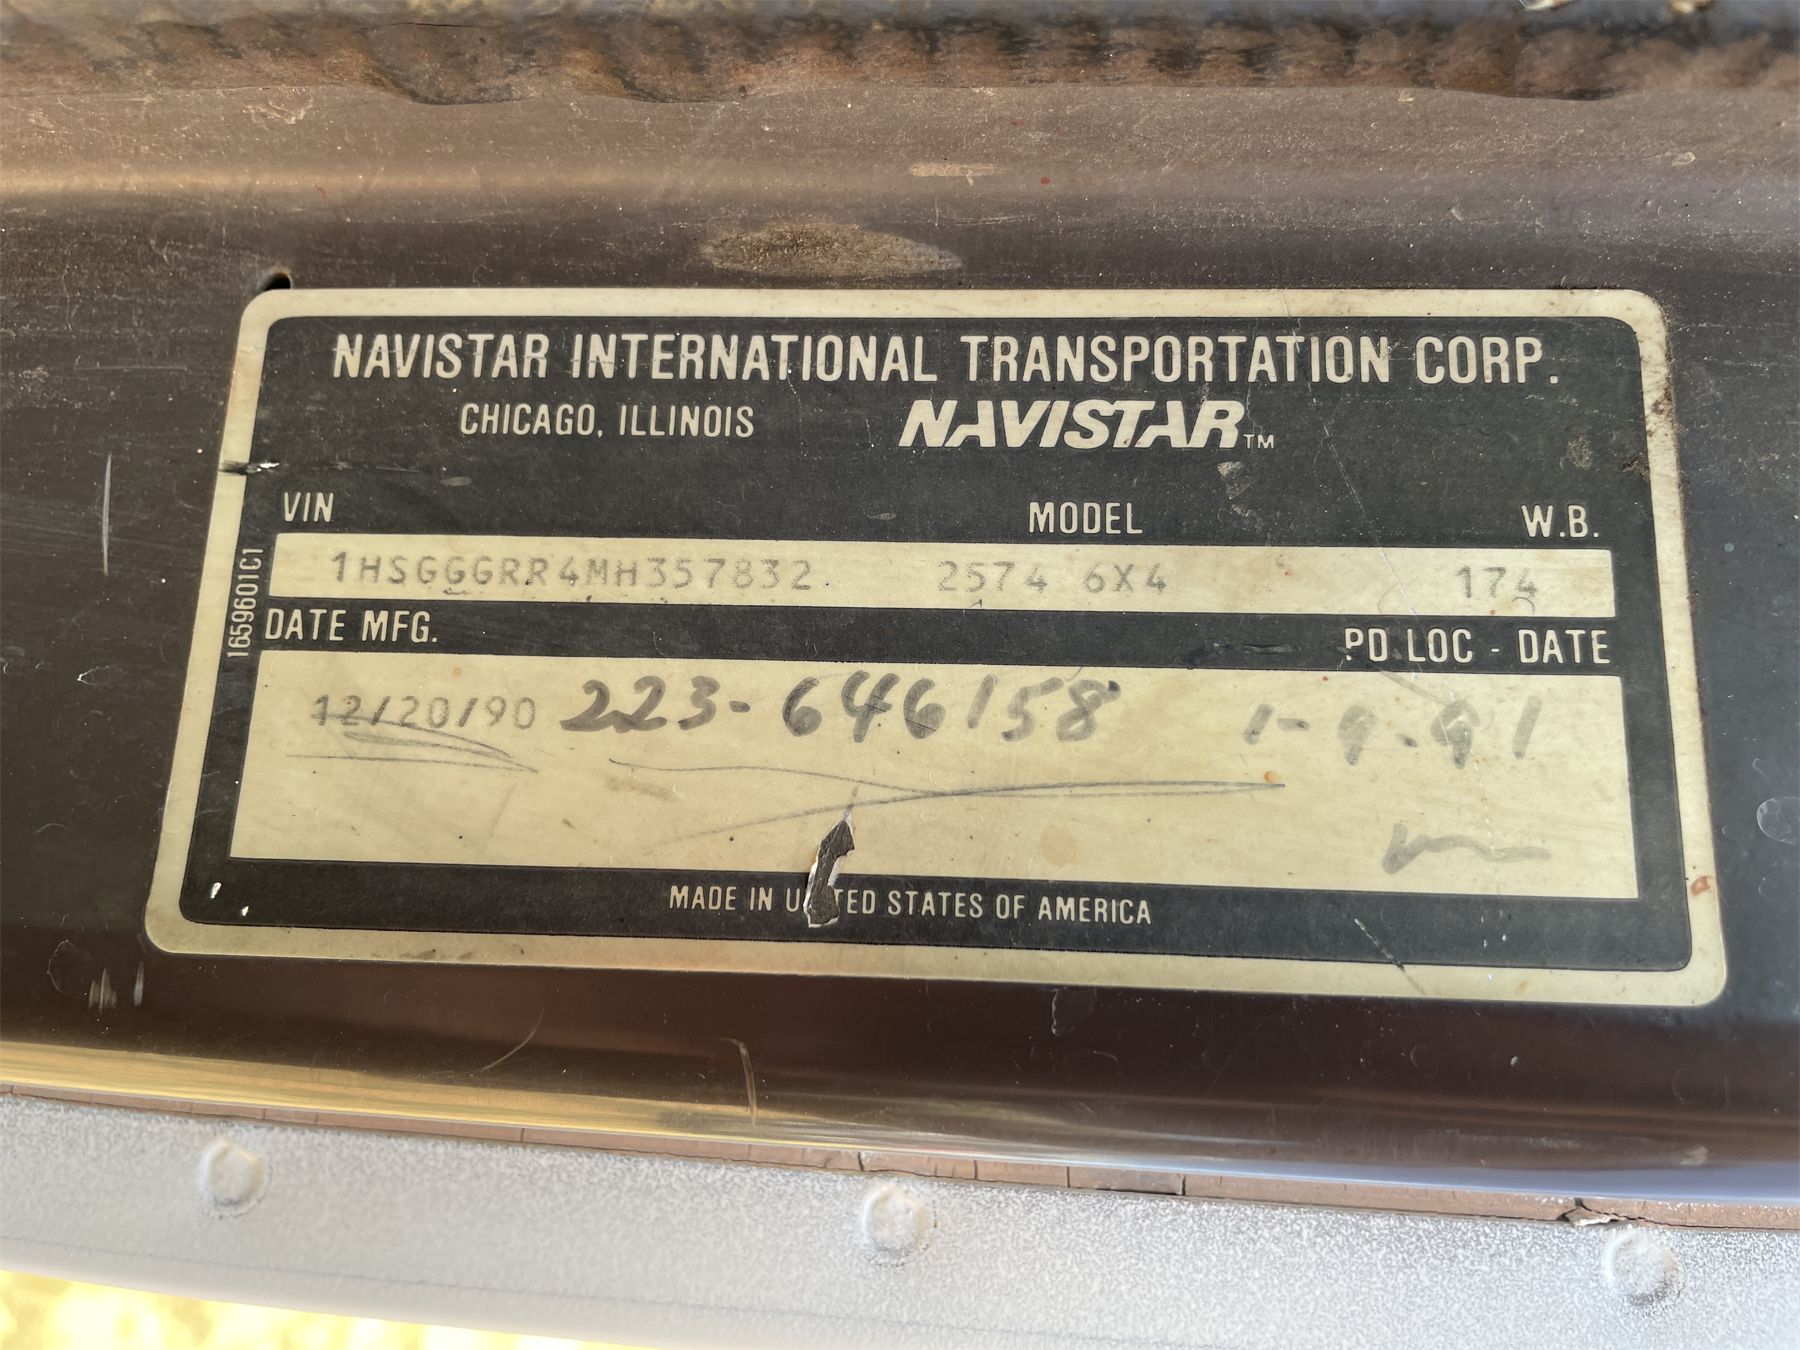 NAVISTAR INTERNATIONAL TRANSPORTATION CORP.
CHICAGO, ILLINOIS NAVISTAR™
VIN MODEL W.B.
1HSGGGRR4MH357832 2574 6X4 174
DATE MFG. PD LOC - DATE
12/20/90 223-646158 1-9-91
MADE IN U TED STATES OF AMERICA
1659601C1